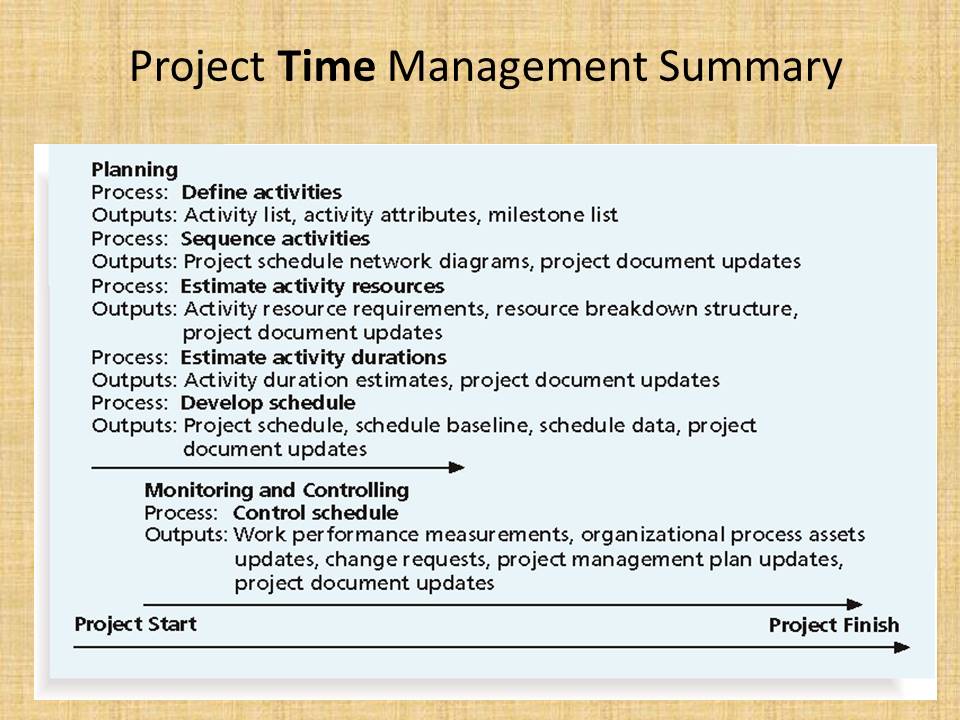 Project Time Management Summary
Planning
Process: Define activities
Outputs: Activity list, activity attributes, milestone list
Process: Sequence activities
Outputs: Project schedule network diagrams, project document updates
Process: Estimate activity resources
Outputs: Activity resource requirements, resource breakdown structure,
project document updates
Process: Estimate activity durations
Outputs: Activity duration estimates, project document updates
Process: Develop schedule
Outputs: Project schedule, schedule baseline, schedule data, project
document updates
Monitoring and Controlling
Process: Control schedule
Outputs: Work performance measurements, organizational process assets
updates, change requests, project management plan updates,
project document updates
Project Start
Project Finish